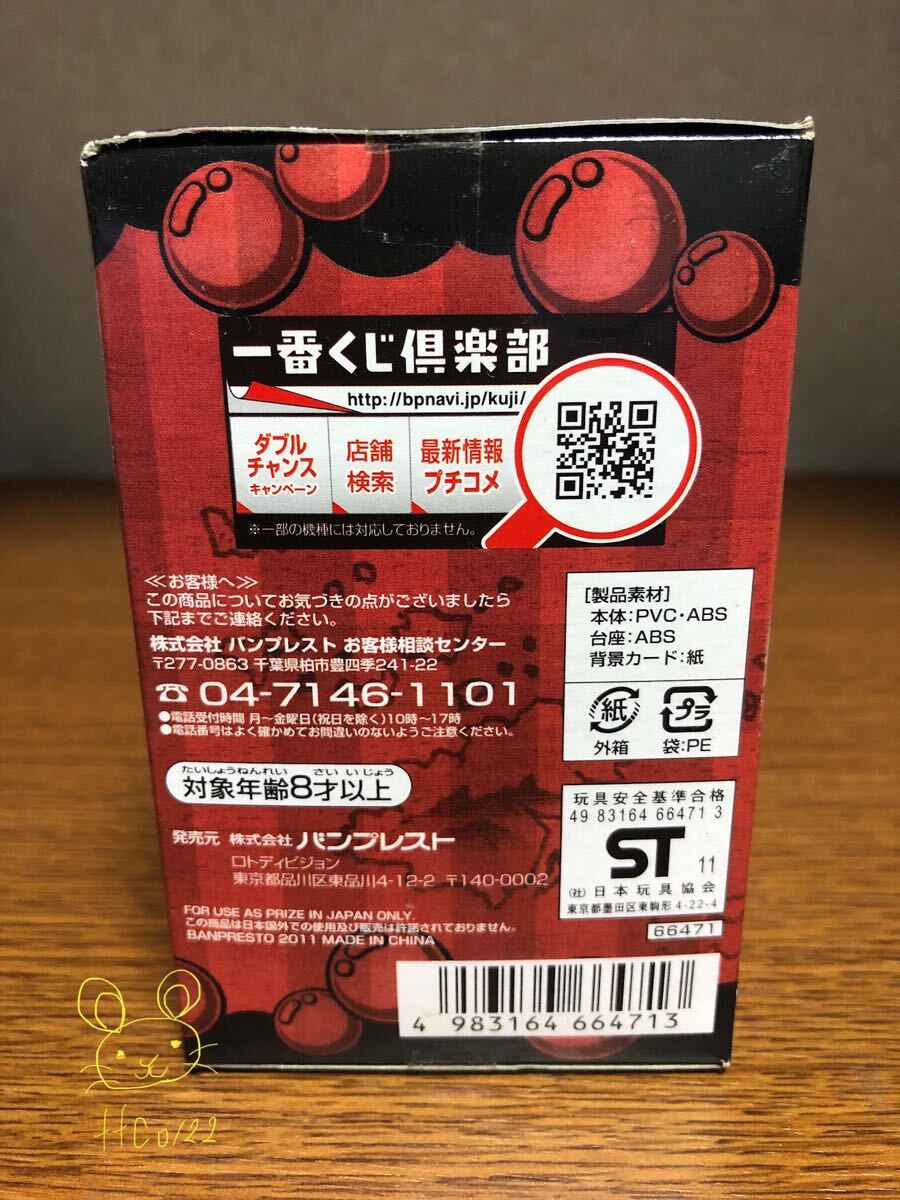 一番くじ倶楽部
http://bpnavi.jp/kuji/
ダブル
チャンス
キャンペーン
店舗
検索
最新情報
プチコメ
※一部の機種には対応しておりません。
≪お客様へ≫
この商品についてお気づきの点がございましたら
下記までご連絡ください。
株式会社 バンプレスト お客様相談センター
〒277-0863 千葉県柏市豊四季241-22
☎ 04-7146-1101
●電話受付時間 月～金曜日(祝日を除く)10時～17時
●電話番号はよく確かめてお間違いのないようご注意ください。
たいしょうねんれい さい いじょう
対象年齢8才以上
発売元 株式会社 バンプレスト
ロトディビジョン
東京都品川区東品川4-12-2 〒140-0002
FOR USE AS PRIZE IN JAPAN ONLY.
この商品は日本国外での使用及び販売は許諾されておりません。
BANPRESTO 2011 MADE IN CHINA
[製品素材]
本体:PVC・ABS
台座:ABS
背景カード:紙
紙
外箱
プラ
袋:PE
玩具安全基準合格
49 83164 66471 3
ST 11
(社)日本玩具協会
東京都墨田区東駒形4-22-4
66471
4 983164 664713
HCo122